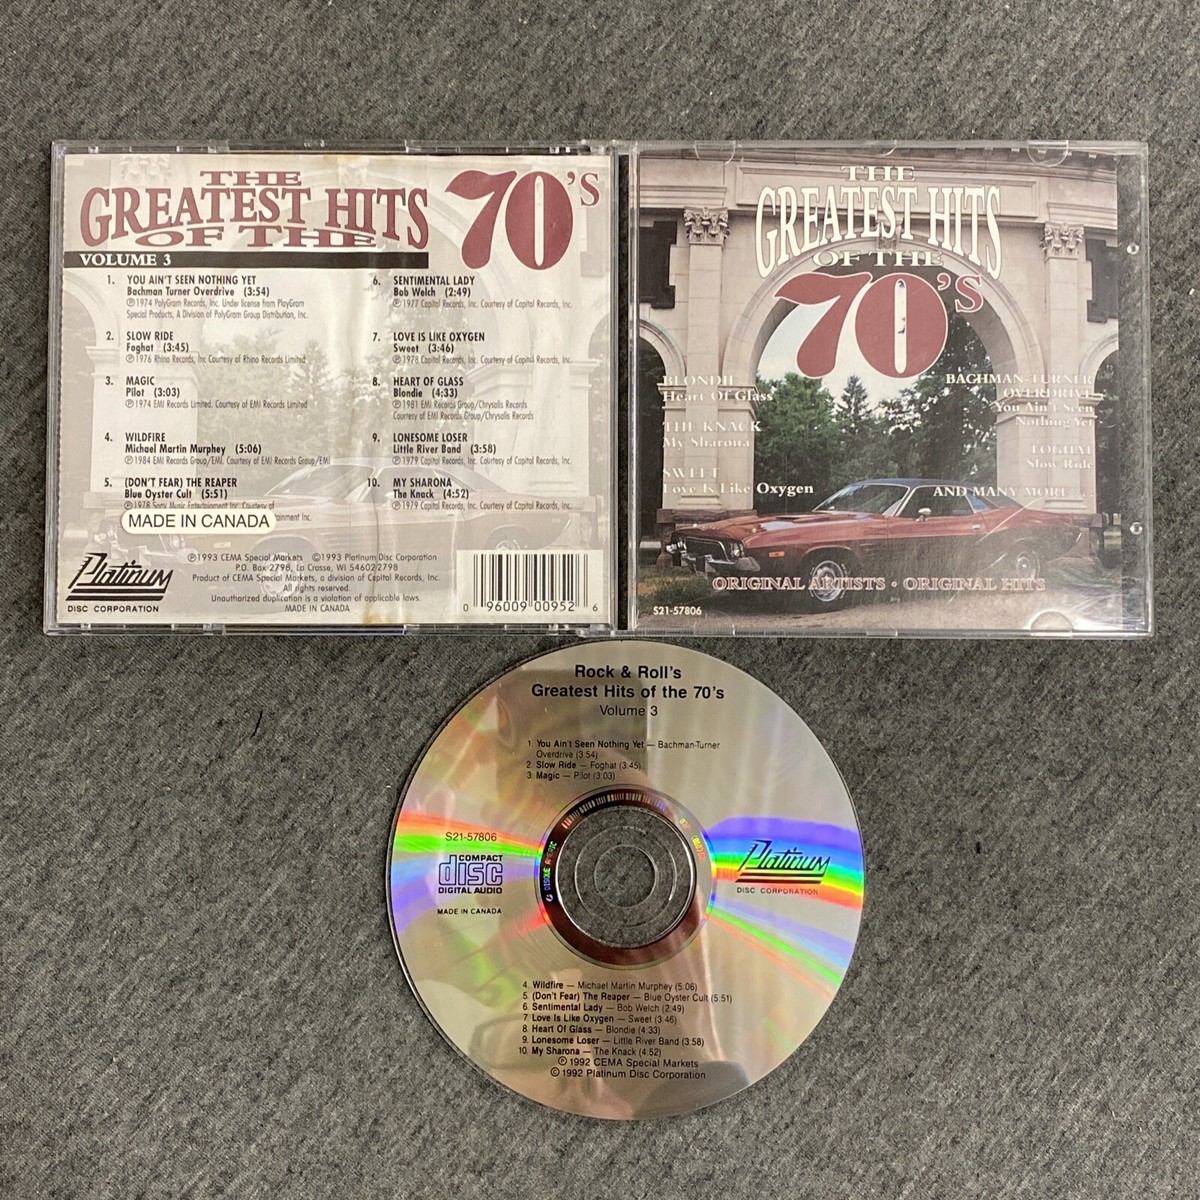 THE
GREATEST HITS
OF THE
70'S
VOLUME 3
1. YOU AIN'T SEEN NOTHING YET
Bachman Turner Overdrive (3:54)
℗1974 PolyGram Records, Inc. Under license from PlayGram
Special Products, A Division of PolyGram Group Distribution, Inc.
2. SLOW RIDE
Foghat (3:45)
℗1976 Rhino Records, Inc. Courtesy of Rhino Records Limited
3. MAGIC
Pilot (3:03)
℗1974 EMI Records Limited. Courtesy of EMI Records Limited
4. WILDFIRE
Michael Martin Murphey (5:06)
℗1984 EMI Records Group/EMI. Courtesy of EMI Records Group/EMI
5. (DON'T FEAR) THE REAPER
Blue Oyster Cult (5:51)
℗1978 Sony Music Entertainment Inc. Courtesy of
MADE IN CANADA
inment Inc.
6. SENTIMENTAL LADY
Bob Welch (2:49)
℗1977 Capitol Records, Inc. Courtesy of Capitol Records, Inc.
7. LOVE IS LIKE OXYGEN
Sweet (3:46)
℗1978 Capitol Records, Inc. Courtesy of Capitol Records, Inc.
8. HEART OF GLASS
Blondie (4:33)
℗1981 EMI Records Group/Chrysalis Records
Courtesy of EMI Records Group/Chrysalis Records
9. LONESOME LOSER
Little River Band (3:58)
℗1979 Capitol Records, Inc. Courtesy of Capitol Records, Inc.
10. MY SHARONA
The Knack (4:52)
℗1979 Capitol Records, Inc. Courtesy of Capitol Records, Inc.
Platinum
DISC CORPORATION
℗1993 CEMA Special Markets ©1993 Platinum Disc Corporation
P.O. Box 2798, La Crosse, WI 54602-2798
Product of CEMA Special Markets, a division of Capitol Records, Inc.
All rights reserved.
Unauthorized duplication is a violation of applicable laws.
MADE IN CANADA
0 96009 00952 6
THE
GREATEST HITS
OF THE
70'S
BLONDIE
Heart Of Glass
THE KNACK
My Sharona
SWEET
Love Is Like Oxygen
BACHMAN-TURNER
OVERDRIVE
You Ain't Seen
Nothing Yet
FOGHAT
Slow Ride
AND MANY MORE...
ORIGINAL ARTISTS • ORIGINAL HITS
S21-57806
Rock & Roll's
Greatest Hits of the 70's
Volume 3
1. You Ain't Seen Nothing Yet — Bachman-Turner
Overdrive (3:54)
2. Slow Ride — Foghat (3:45)
3. Magic — Pilot (3:03)
S21-57806
COMPACT
disc
DIGITAL AUDIO
MADE IN CANADA
Platinum
DISC CORPORATION
4. Wildfire — Michael Martin Murphey (5:06)
5. (Don't Fear) The Reaper — Blue Oyster Cult (5:51)
6. Sentimental Lady — Bob Welch (2:49)
7. Love Is Like Oxygen — Sweet (3:46)
8. Heart Of Glass — Blondie (4:33)
9. Lonesome Loser — Little River Band (3:58)
10. My Sharona — The Knack (4:52)
℗ 1992 CEMA Special Markets
© 1992 Platinum Disc Corporation